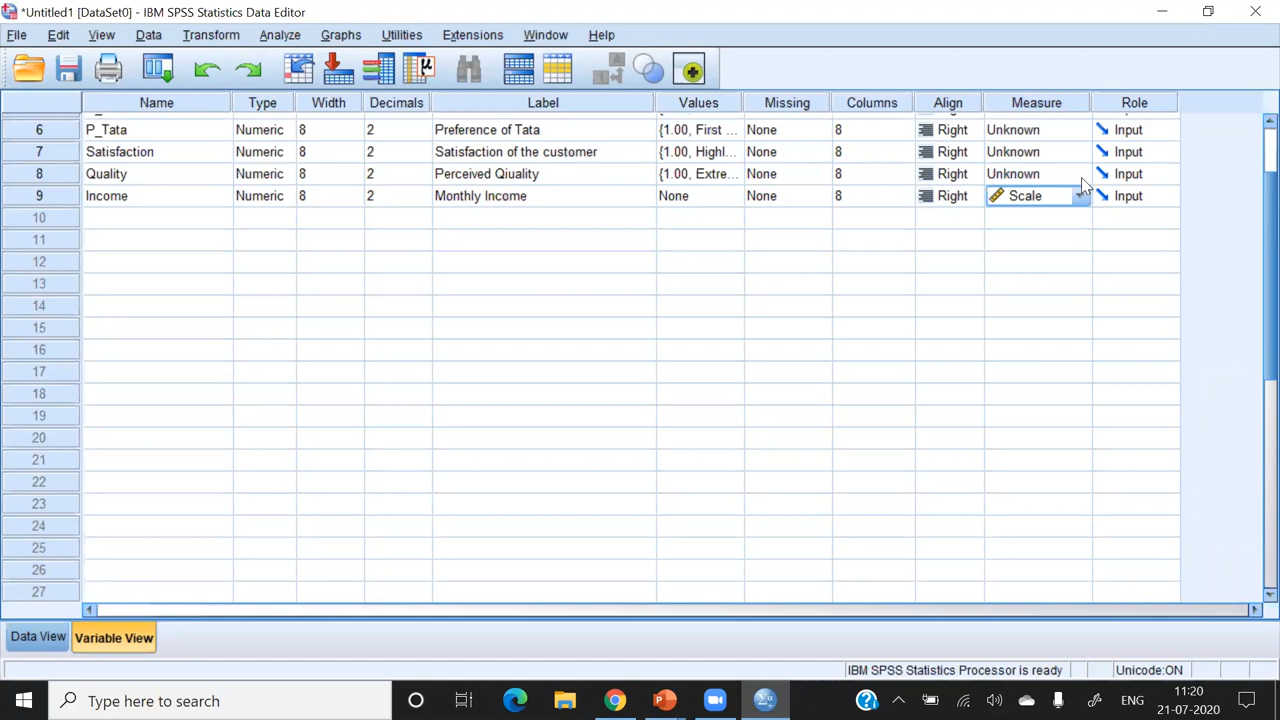 *Untitled1 [DataSet0] - IBM SPSS Statistics Data Editor
File Edit View Data Transform Analyze Graphs Utilities Extensions Window Help
Name Type Width Decimals Label Values Missing Columns Align Measure Role
6 P_Tata Numeric 8 2 Preference of Tata {1.00, First ... None 8 Right Unknown Input
7 Satisfaction Numeric 8 2 Satisfaction of the customer {1.00, Highl... None 8 Right Unknown Input
8 Quality Numeric 8 2 Perceived Qiuality {1.00, Extre... None 8 Right Unknown Input
9 Income Numeric 8 2 Monthly Income None None 8 Right Scale Input
10
11
12
13
14
15
16
17
18
19
20
21
22
23
24
25
26
27
Data View Variable View
IBM SPSS Statistics Processor is ready Unicode:ON
Type here to search ENG 11:20
21-07-2020